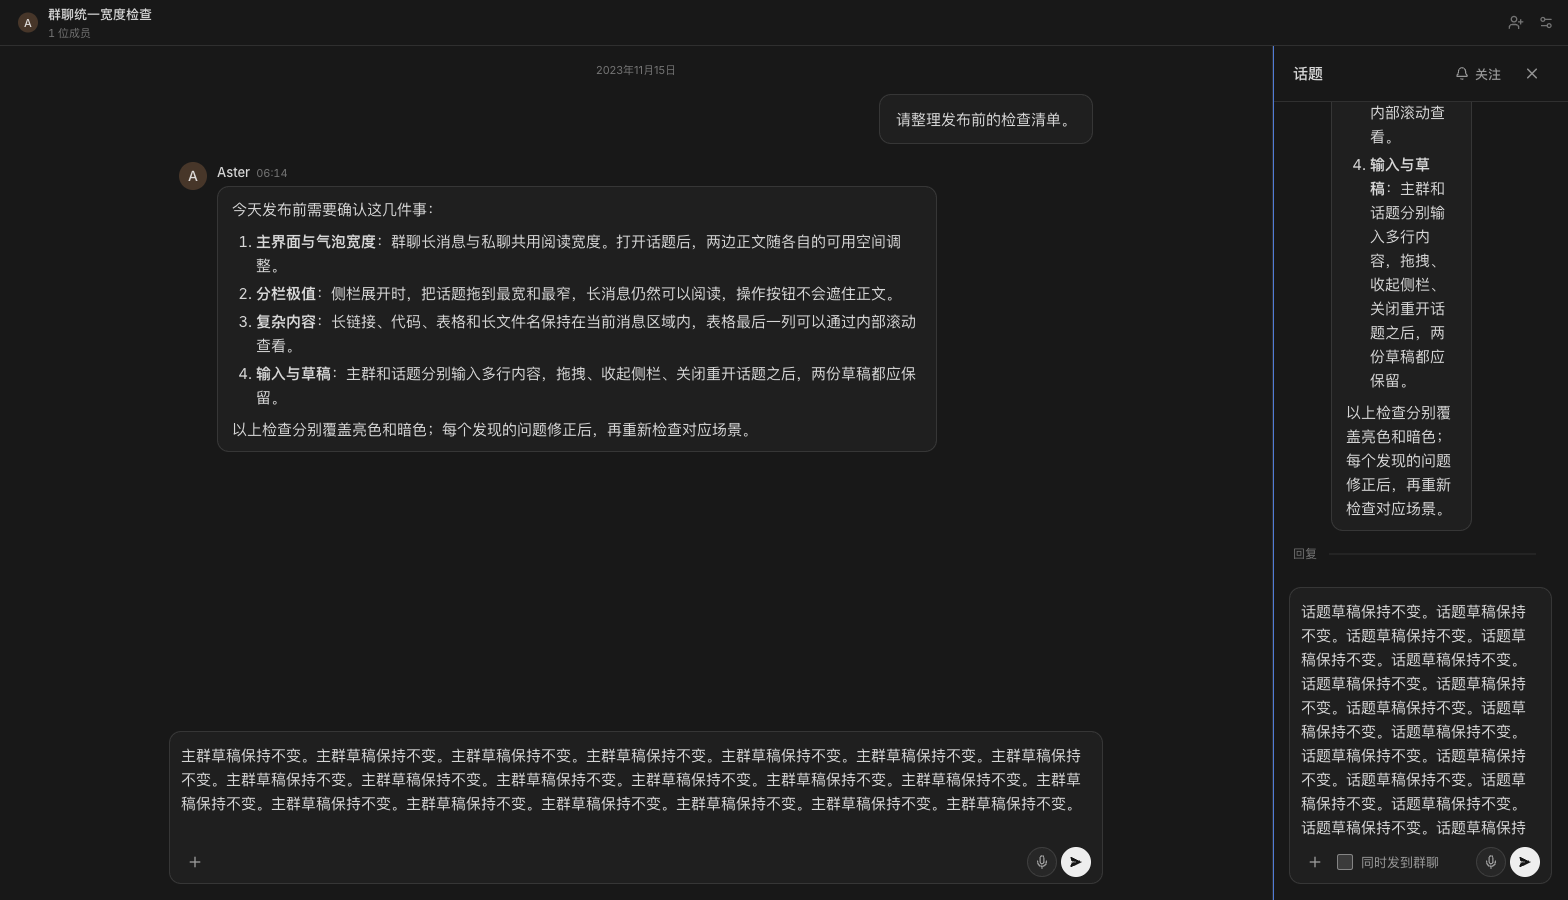 A
群聊统一宽度检查
1 位成员
2023年11月15日
请整理发布前的检查清单。
A
Aster 06:14
今天发布前需要确认这几件事：
1. 主界面与气泡宽度：群聊长消息与私聊共用阅读宽度。打开话题后，两边正文随各自的可用空间调
整。
2. 分栏极值：侧栏展开时，把话题拖到最宽和最窄，长消息仍然可以阅读，操作按钮不会遮住正文。
3. 复杂内容：长链接、代码、表格和长文件名保持在当前消息区域内，表格最后一列可以通过内部滚动
查看。
4. 输入与草稿：主群和话题分别输入多行内容，拖拽、收起侧栏、关闭重开话题之后，两份草稿都应保
留。
以上检查分别覆盖亮色和暗色；每个发现的问题修正后，再重新检查对应场景。
主群草稿保持不变。主群草稿保持不变。主群草稿保持不变。主群草稿保持不变。主群草稿保持不变。主群草稿保持不变。主群草稿保持
不变。主群草稿保持不变。主群草稿保持不变。主群草稿保持不变。主群草稿保持不变。主群草稿保持不变。主群草稿保持不变。主群草
稿保持不变。主群草稿保持不变。主群草稿保持不变。主群草稿保持不变。主群草稿保持不变。主群草稿保持不变。主群草稿保持不变。
话题
关注
内部滚动查
看。
4. 输入与草
稿：主群和
话题分别输
入多行内
容，拖拽、
收起侧栏、
关闭重开话
题之后，两
份草稿都应
保留。
以上检查分别覆
盖亮色和暗色；
每个发现的问题
修正后，再重新
检查对应场景。
回复
话题草稿保持不变。话题草稿保持
不变。话题草稿保持不变。话题草
稿保持不变。话题草稿保持不变。
话题草稿保持不变。话题草稿保持
不变。话题草稿保持不变。话题草
稿保持不变。话题草稿保持不变。
话题草稿保持不变。话题草稿保持
不变。话题草稿保持不变。话题草
稿保持不变。话题草稿保持不变。
话题草稿保持不变。话题草稿保持
同时发到群聊